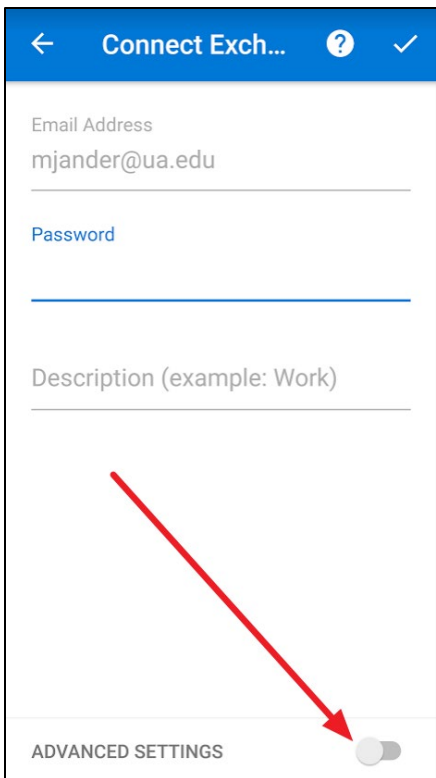 Connect Exch...
?
Email Address
mjander@ua.edu
Password
Description (example: Work)
ADVANCED SETTINGS